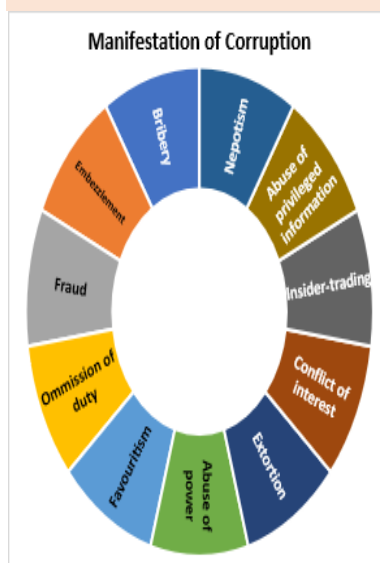 Manifestation of Corruption
Nepotism
Abuse of
privileged
information
Insider-trading
Conflict of
interest
Extortion
Abuse of
power
Favouritism
Ommission of
duty
Fraud
Embezzlement
Bribery